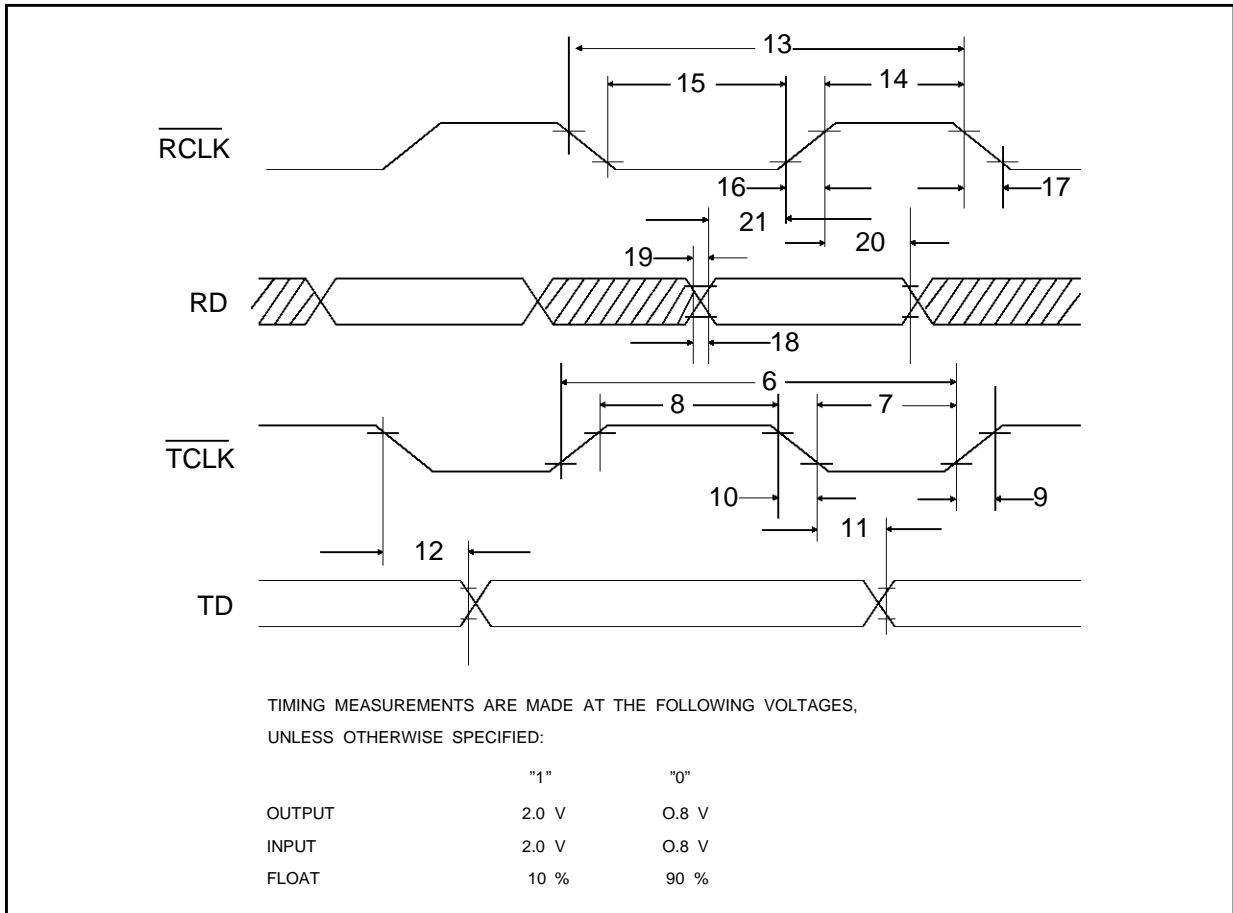 13
15
14
RCLK
16
17
21
20
19
RD
18
6
8
7
TCLK
10
9
11
12
TD
TIMING MEASUREMENTS ARE MADE AT THE FOLLOWING VOLTAGES,
UNLESS OTHERWISE SPECIFIED:
"1" "0"
OUTPUT 2.0 V O.8 V
INPUT 2.0 V O.8 V
FLOAT 10 % 90 %